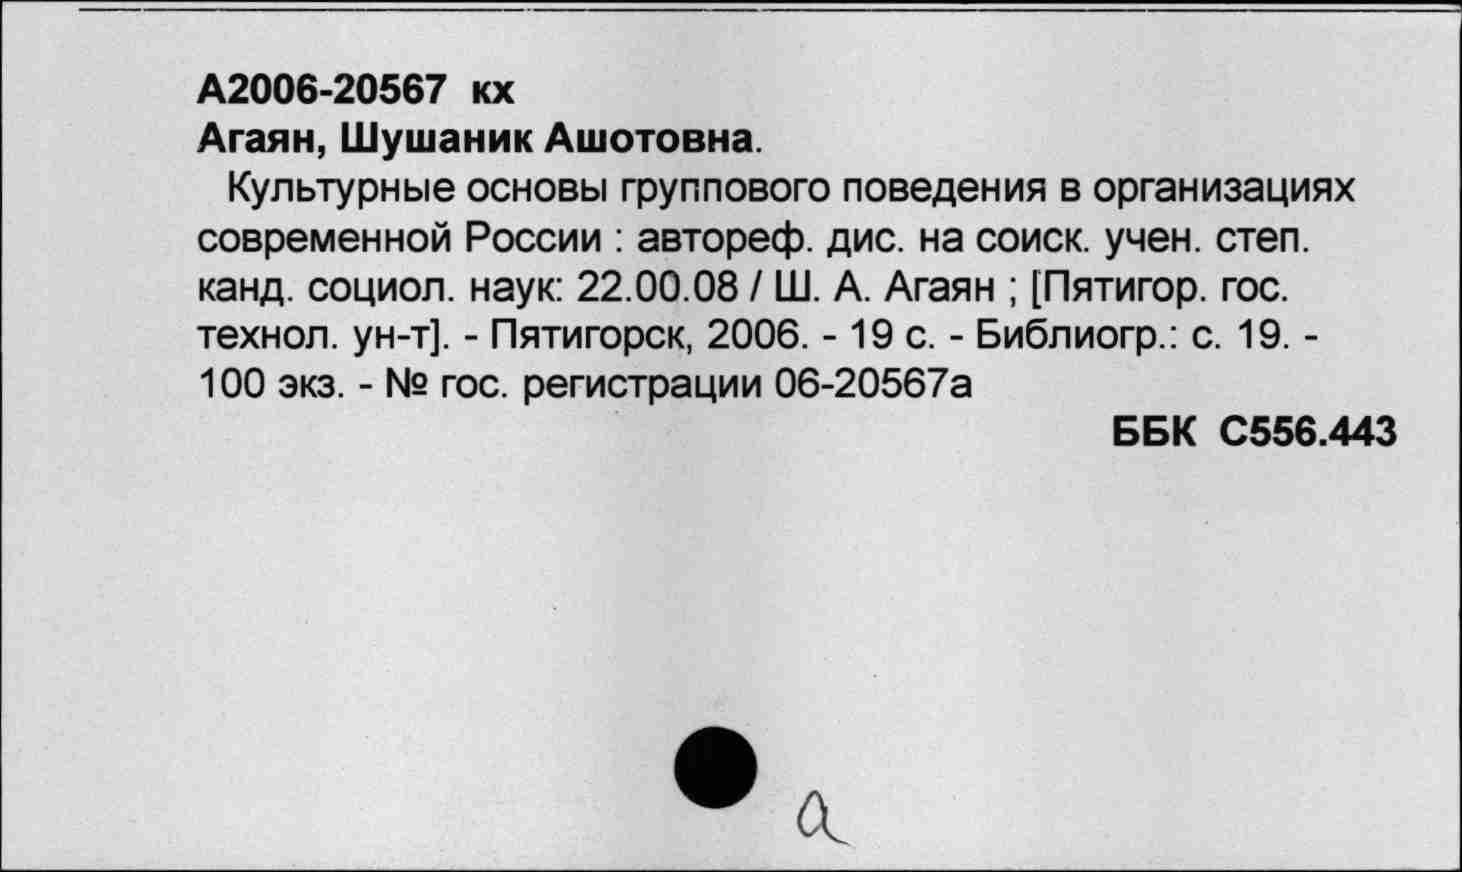 А2006-20567 кх
Агаян, Шушаник Ашотовна.
Культурные основы группового поведения в организациях
современной России : автореф. дис. на соиск. учен. степ.
канд. социол. наук: 22.00.08 / Ш. А. Агаян ; [Пятигор. гос.
технол. ун-т]. - Пятигорск, 2006. - 19 с. - Библиогр.: с. 19. -
100 экз. - № гос. регистрации 06-20567а
ББК С556.443
а